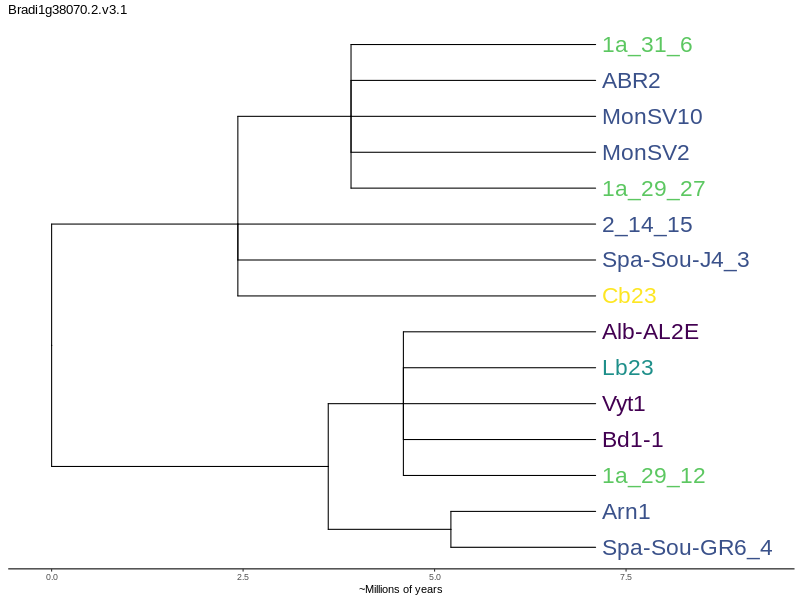 Bradi1g38070.2.v3.1
1a_31_6
ABR2
MonSV10
MonSV2
1a_29_27
2_14_15
Spa-Sou-J4_3
Cb23
Alb-AL2E
Lb23
Vyt1
Bd1-1
1a_29_12
Arn1
Spa-Sou-GR6_4
0.0 2.5 5.0 7.5
~Millions of years